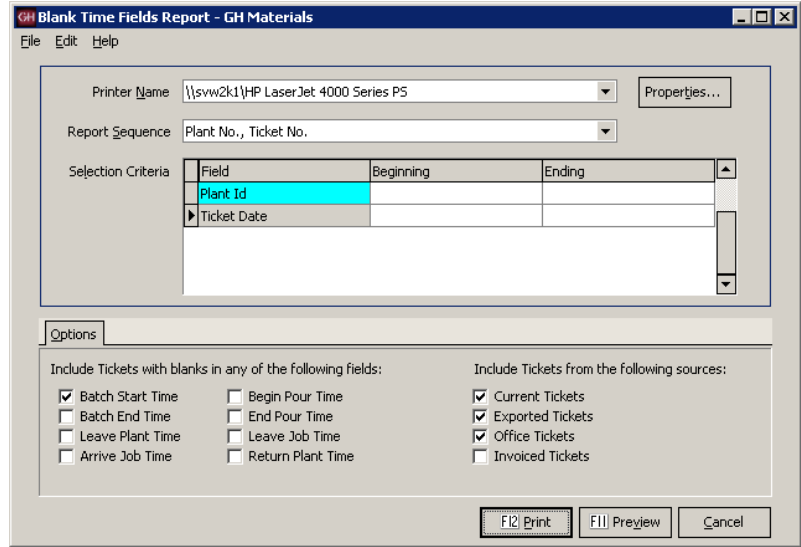 GH Blank Time Fields Report - GH Materials
File Edit Help
Printer Name \\svw2k1\HP LaserJet 4000 Series PS Properties...
Report Sequence Plant No., Ticket No.
Selection Criteria Field Beginning Ending
Plant Id
Ticket Date
Options
Include Tickets with blanks in any of the following fields: Include Tickets from the following sources:
Batch Start Time Begin Pour Time Current Tickets
Batch End Time End Pour Time Exported Tickets
Leave Plant Time Leave Job Time Office Tickets
Arrive Job Time Return Plant Time Invoiced Tickets
F12 Print F11 Preview Cancel